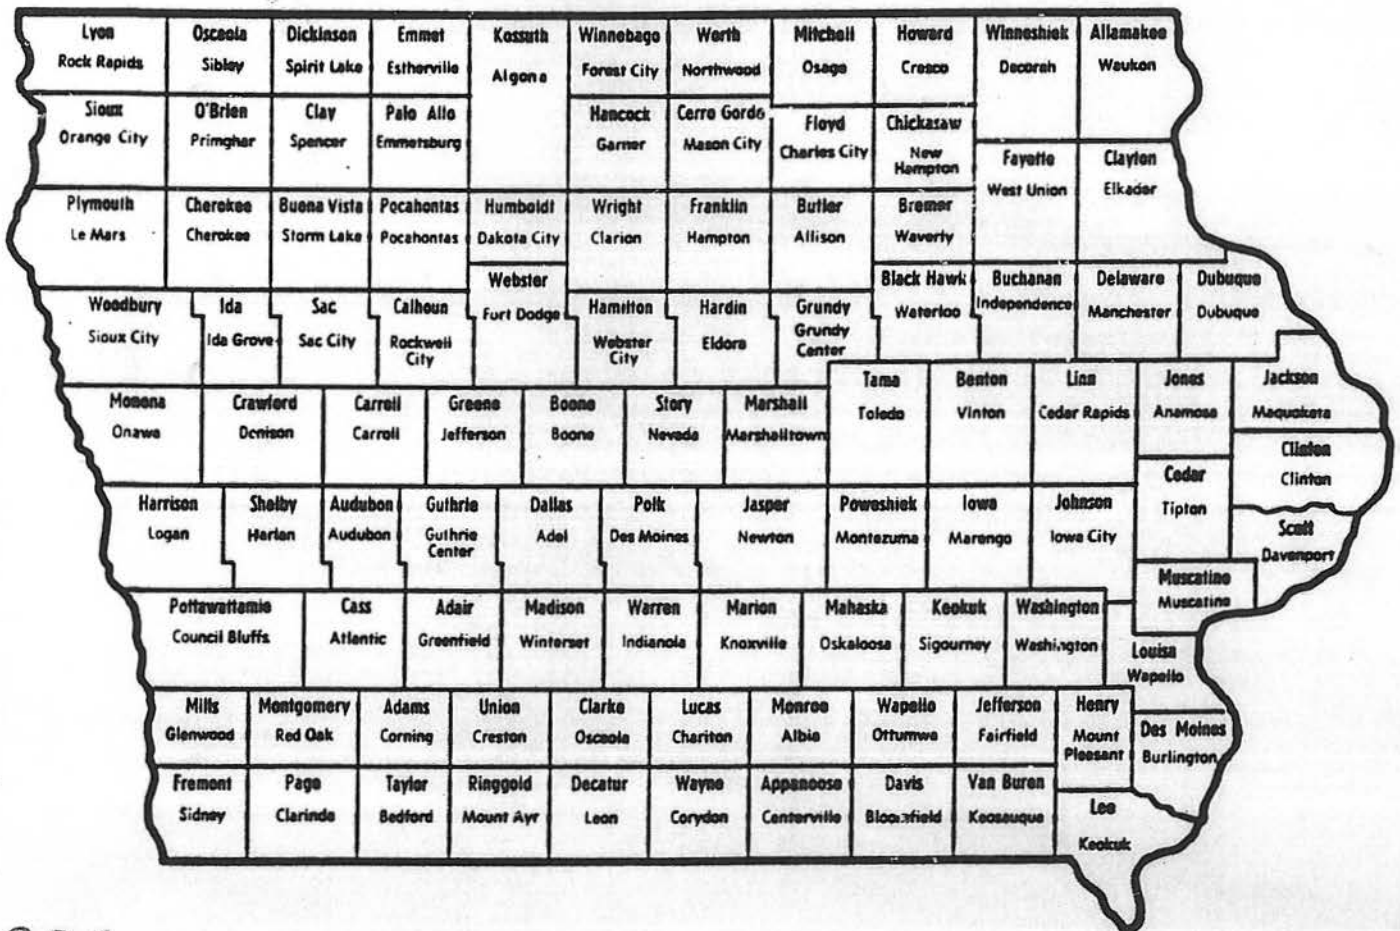 Lyon
Rock Rapids
Osceola
Sibley
Dickinson
Spirit Lake
Emmet
Estherville
Kossuth
Algona
Winnebago
Forest City
Worth
Northwood
Mitchell
Osage
Howard
Cresco
Winneshiek
Decorah
Allamakee
Waukon
Sioux
Orange City
O'Brien
Primghar
Clay
Spencer
Palo Alto
Emmetsburg
Hancock
Garner
Cerro Gordo
Mason City
Floyd
Charles City
Chickasaw
New
Hampton
Fayette
West Union
Clayton
Elkader
Plymouth
Le Mars
Cherokee
Cherokee
Buena Vista
Storm Lake
Pocahontas
Pocahontas
Humboldt
Dakota City
Wright
Clarion
Franklin
Hampton
Butler
Allison
Bremer
Waverly
Webster
Fort Dodge
Black Hawk
Waterloo
Buchanan
Independence
Delaware
Manchester
Dubuque
Dubuque
Woodbury
Sioux City
Ida
Ida Grove
Sac
Sac City
Calhoun
Rockwell
City
Hamilton
Webster
City
Hardin
Eldora
Grundy
Grundy
Center
Tama
Toledo
Benton
Vinton
Linn
Cedar Rapids
Jones
Anamosa
Jackson
Maquoketa
Monona
Onawa
Crawford
Denison
Carroll
Carroll
Greene
Jefferson
Boone
Boone
Story
Nevada
Marshall
Marshalltown
Clinton
Clinton
Cedar
Tipton
Harrison
Logan
Shelby
Harlan
Audubon
Audubon
Guthrie
Guthrie
Center
Dallas
Adel
Polk
Des Moines
Jasper
Newton
Poweshiek
Montezuma
Iowa
Marengo
Johnson
Iowa City
Scott
Davenport
Muscatine
Muscatine
Pottawattamie
Council Bluffs
Cass
Atlantic
Adair
Greenfield
Madison
Winterset
Warren
Indianola
Marion
Knoxville
Mahaska
Oskaloosa
Keokuk
Sigourney
Washington
Washington
Louisa
Wapello
Mills
Glenwood
Montgomery
Red Oak
Adams
Corning
Union
Creston
Clarke
Osceola
Lucas
Chariton
Monroe
Albia
Wapello
Ottumwa
Jefferson
Fairfield
Henry
Mount
Pleasant
Des Moines
Burlington
Fremont
Sidney
Page
Clarinda
Taylor
Bedford
Ringgold
Mount Ayr
Decatur
Leon
Wayne
Corydon
Appanoose
Centerville
Davis
Bloomfield
Van Buren
Keosauqua
Lee
Keokuk